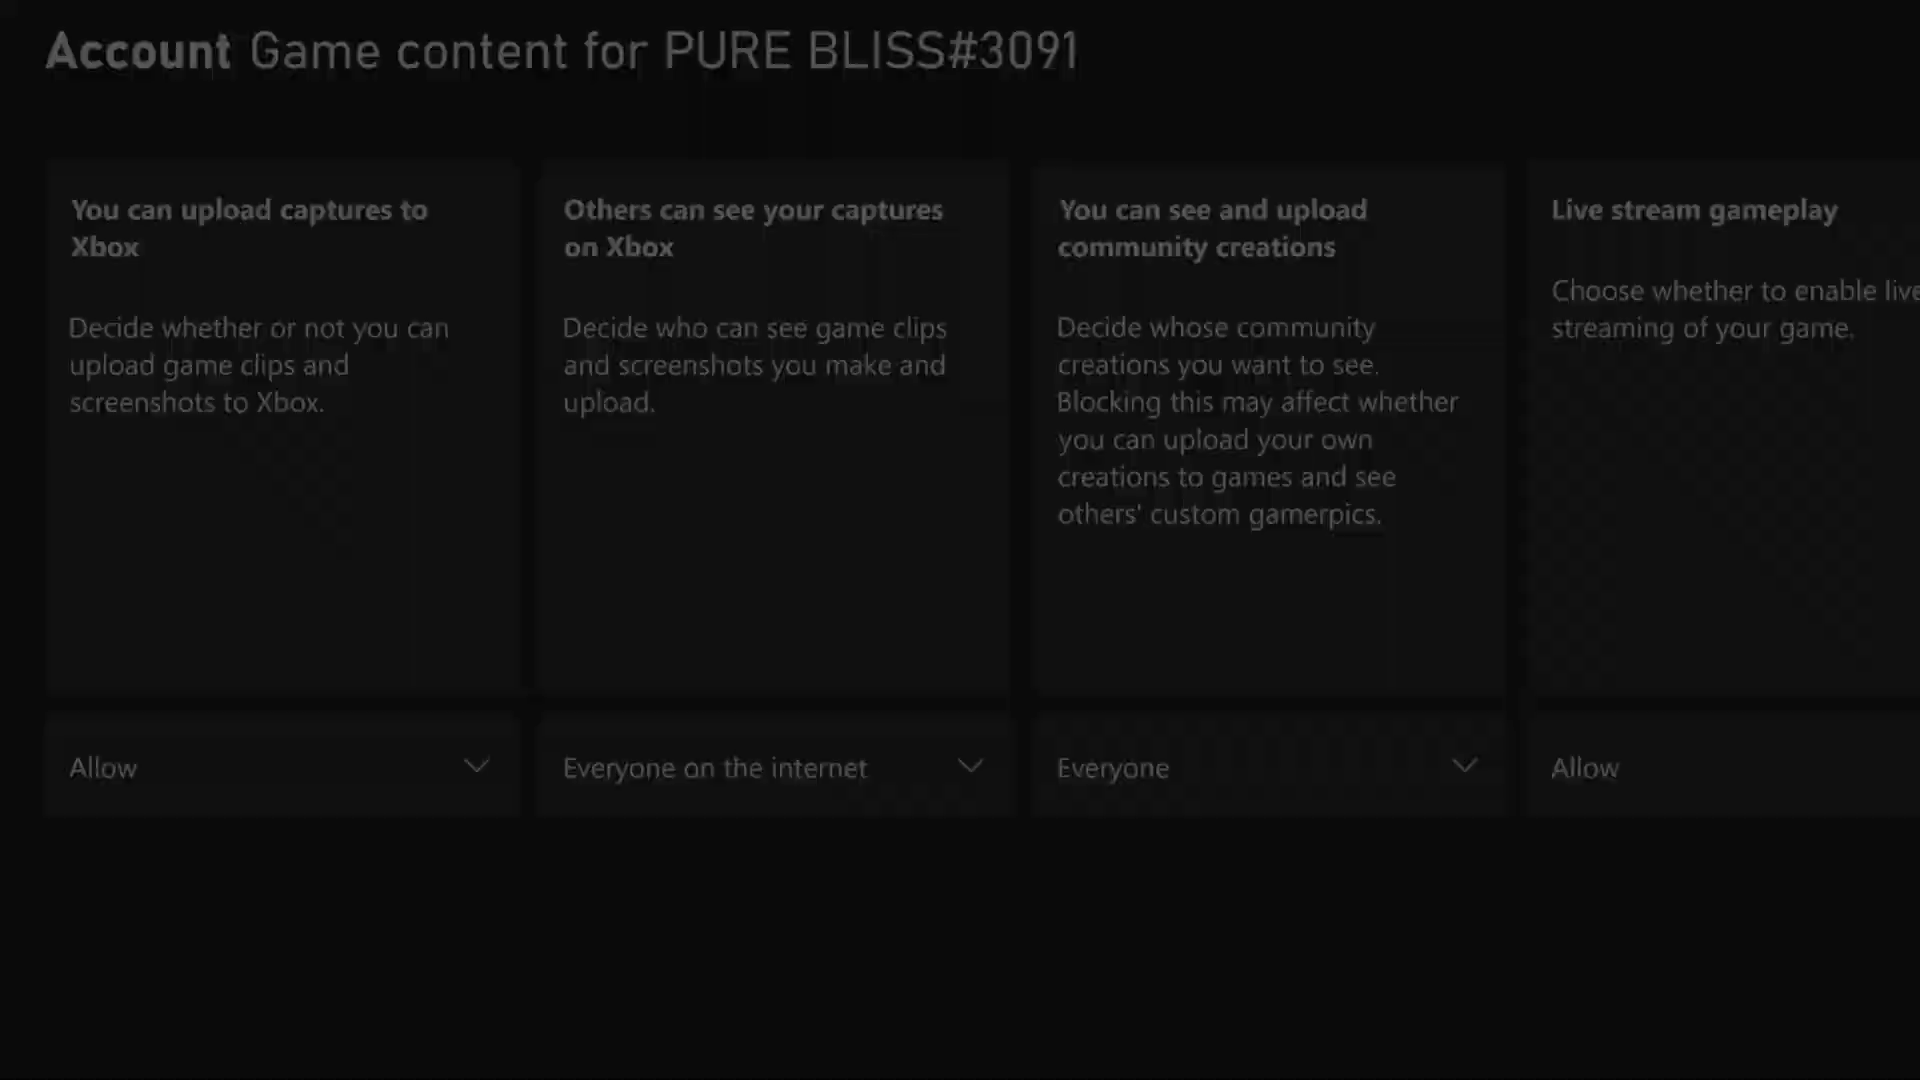 Account Game content for PURE BLISS#3091
You can upload captures to
Xbox
Decide whether or not you can
upload game clips and
screenshots to Xbox.
Allow
Others can see your captures
on Xbox
Decide who can see game clips
and screenshots you make and
upload.
Everyone on the internet
You can see and upload
community creations
Decide whose community
creations you want to see.
Blocking this may affect whether
you can upload your own
creations to games and see
others' custom gamerpics.
Everyone
Live stream gameplay
Choose whether to enable live
streaming of your game.
Allow